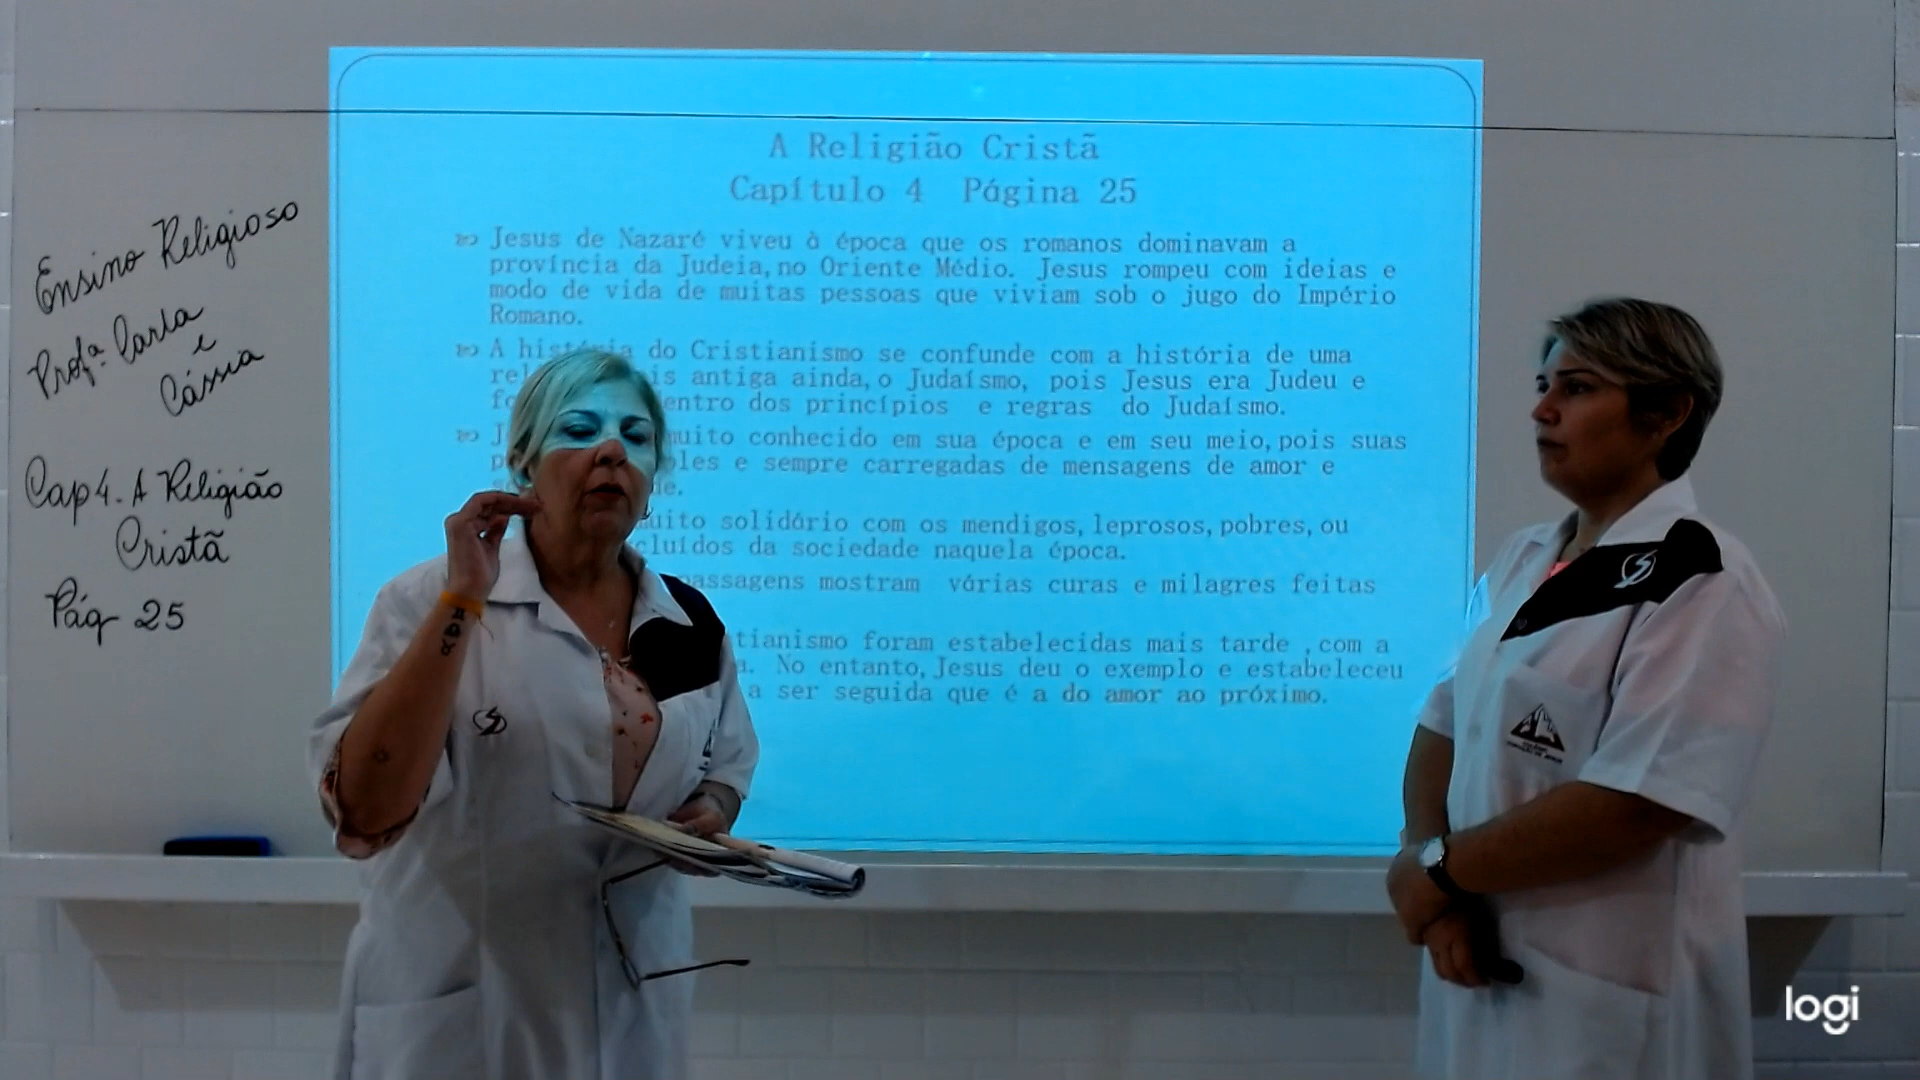 Ensino Religioso
Profª. Carla
e
Cássia
Cap 4. A Religião
Cristã
Pág 25
A Religião Cristã
Capítulo 4 Página 25
Jesus de Nazaré viveu à época que os romanos dominavam a
província da Judeia, no Oriente Médio. Jesus rompeu com ideias e
modo de vida de muitas pessoas que viviam sob o jugo do Império
Romano.
A história do Cristianismo se confunde com a história de uma
antiga ainda, o Judaísmo, pois Jesus era Judeu e
dos princípios e regras do Judaísmo.
muito conhecido em sua época e em seu meio, pois suas
e sempre carregadas de mensagens de amor e
muito solidário com os mendigos, leprosos, pobres, ou
da sociedade naquela época.
passagens mostram várias curas e milagres feitas
foram estabelecidas mais tarde , com a
No entanto, Jesus deu o exemplo e estabeleceu
a ser seguida que é a do amor ao próximo.
logi